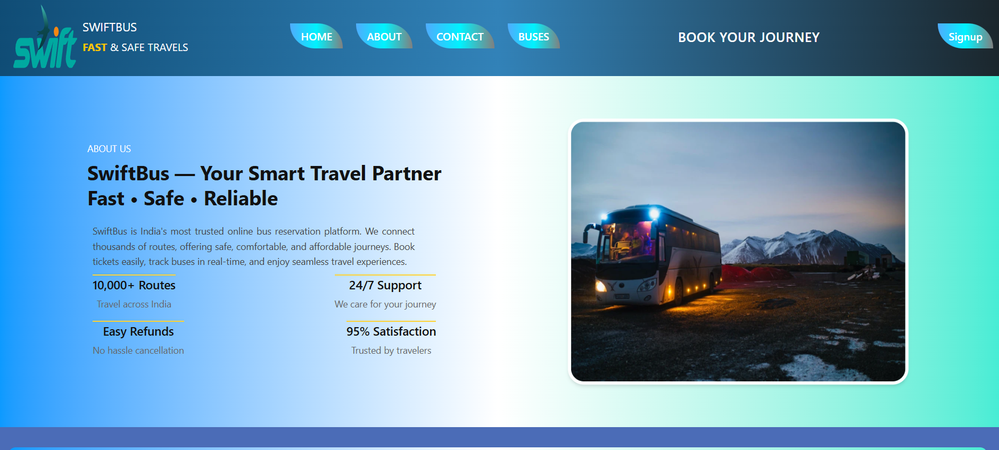 swift
SWIFTBUS
FAST & SAFE TRAVELS
HOME
ABOUT
CONTACT
BUSES
BOOK YOUR JOURNEY
Signup
ABOUT US
SwiftBus — Your Smart Travel Partner
Fast • Safe • Reliable
SwiftBus is India's most trusted online bus reservation platform. We connect
thousands of routes, offering safe, comfortable, and affordable journeys. Book
tickets easily, track buses in real-time, and enjoy seamless travel experiences.
10,000+ Routes
Travel across India
24/7 Support
We care for your journey
Easy Refunds
No hassle cancellation
95% Satisfaction
Trusted by travelers